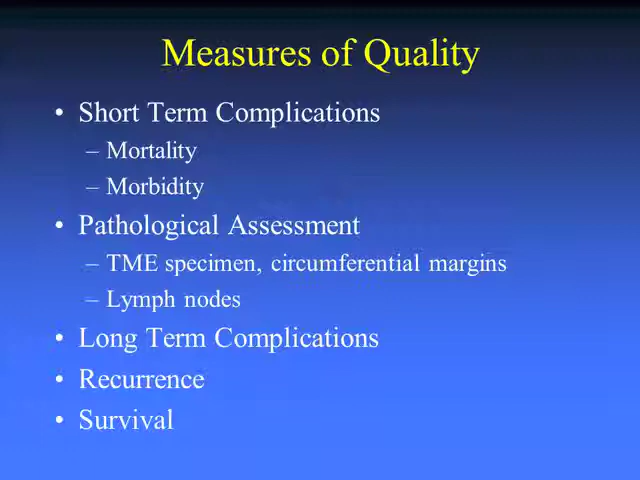 Measures of Quality
• Short Term Complications
– Mortality
– Morbidity
• Pathological Assessment
– TME specimen, circumferential margins
– Lymph nodes
• Long Term Complications
• Recurrence
• Survival